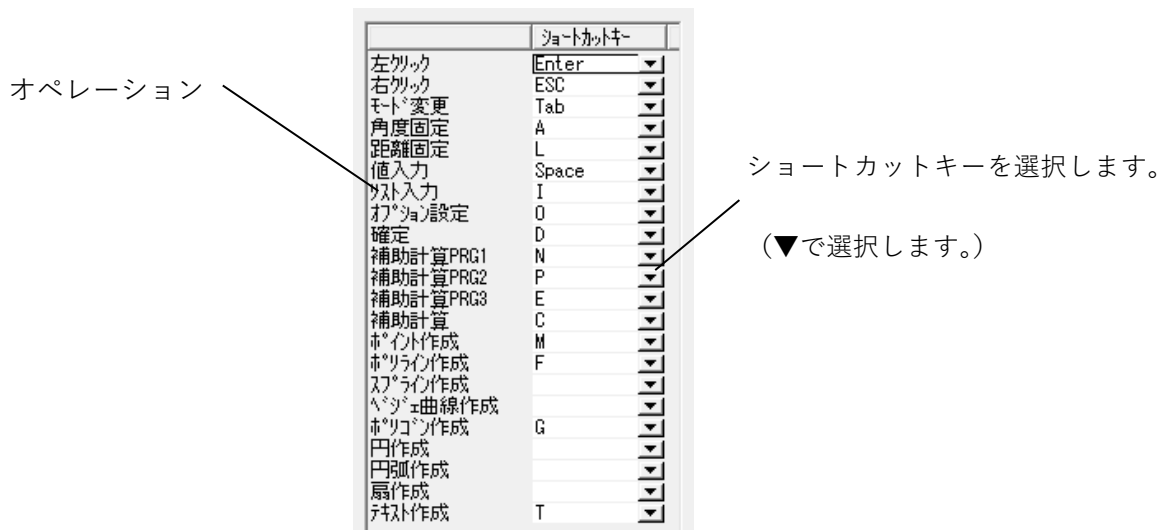 ショートカットキー
左クリック Enter
右クリック ESC
オペレーション
モード変更 Tab
角度固定 A
距離固定 L
値入力 Space
ショートカットキーを選択します。
リスト入力 I
オプション設定 O
確定 D
（▼で選択します。）
補助計算PRG1 N
補助計算PRG2 P
補助計算PRG3 E
補助計算 C
ポイント作成 M
ポリライン作成 F
スプライン作成
ベジェ曲線作成
ポリゴン作成 G
円作成
円弧作成
扇作成
テキスト作成 T